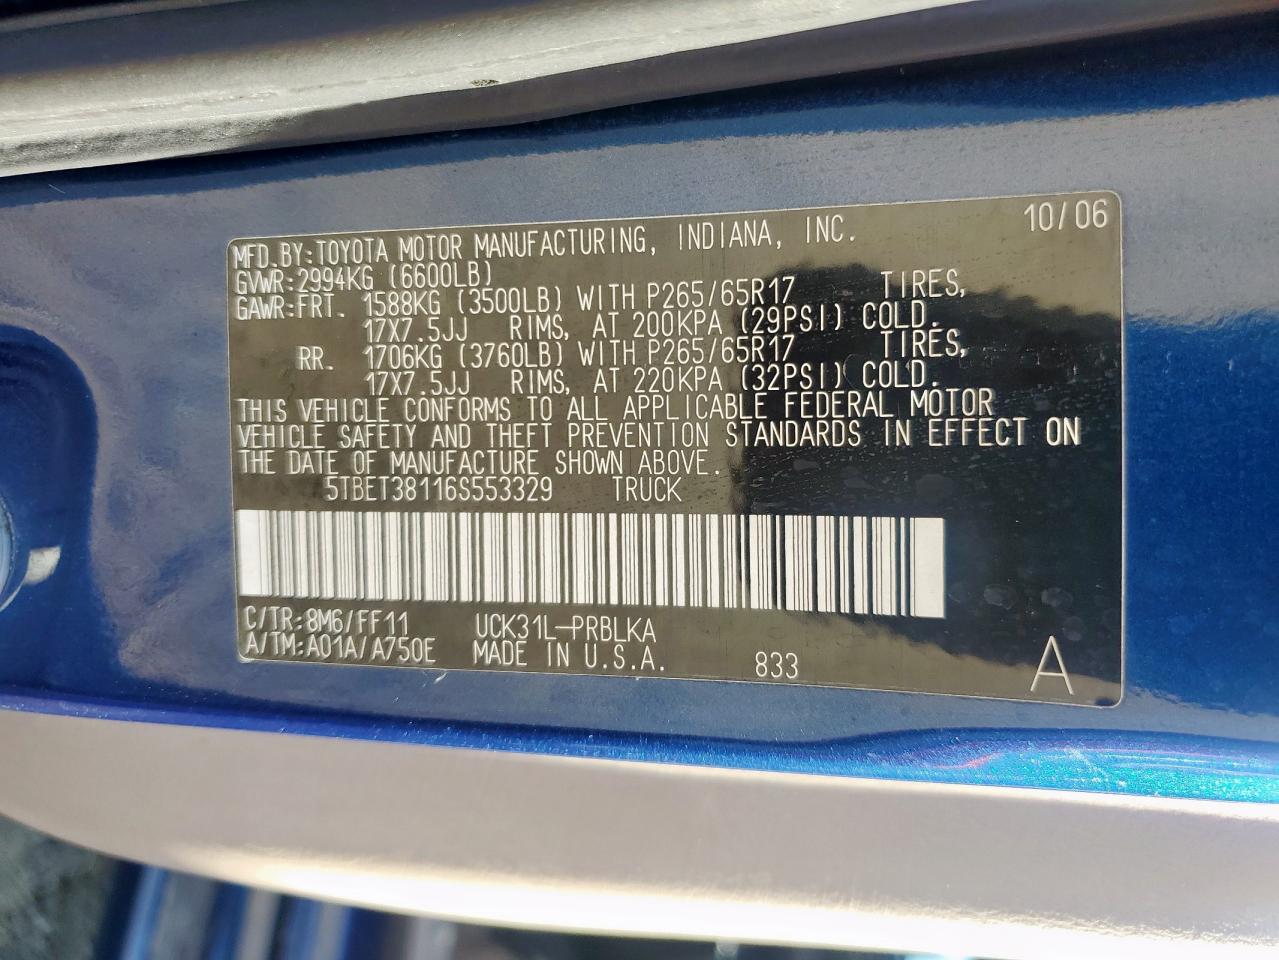 MFD.BY:TOYOTA MOTOR MANUFACTURING, INDIANA, INC. 10/06
GVWR:2994KG (6600LB)
GAWR:FRT. 1588KG (3500LB) WITH P265/65R17 TIRES,
17X7.5JJ RIMS, AT 200KPA (29PSI) COLD.
RR. 1706KG (3760LB) WITH P265/65R17 TIRES,
17X7.5JJ RIMS, AT 220KPA (32PSI) COLD.
THIS VEHICLE CONFORMS TO ALL APPLICABLE FEDERAL MOTOR
VEHICLE SAFETY AND THEFT PREVENTION STANDARDS IN EFFECT ON
THE DATE OF MANUFACTURE SHOWN ABOVE.
5TBET38116S553329 TRUCK
C/TR:8M6/FF11 UCK31L-PRBLKA
A/TM:A01A/A750E MADE IN U.S.A. 833 A